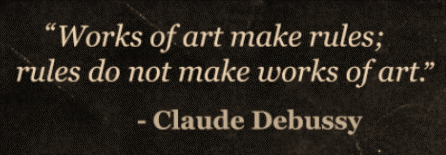 “Works of art make rules;
rules do not make works of art.”
- Claude Debussy